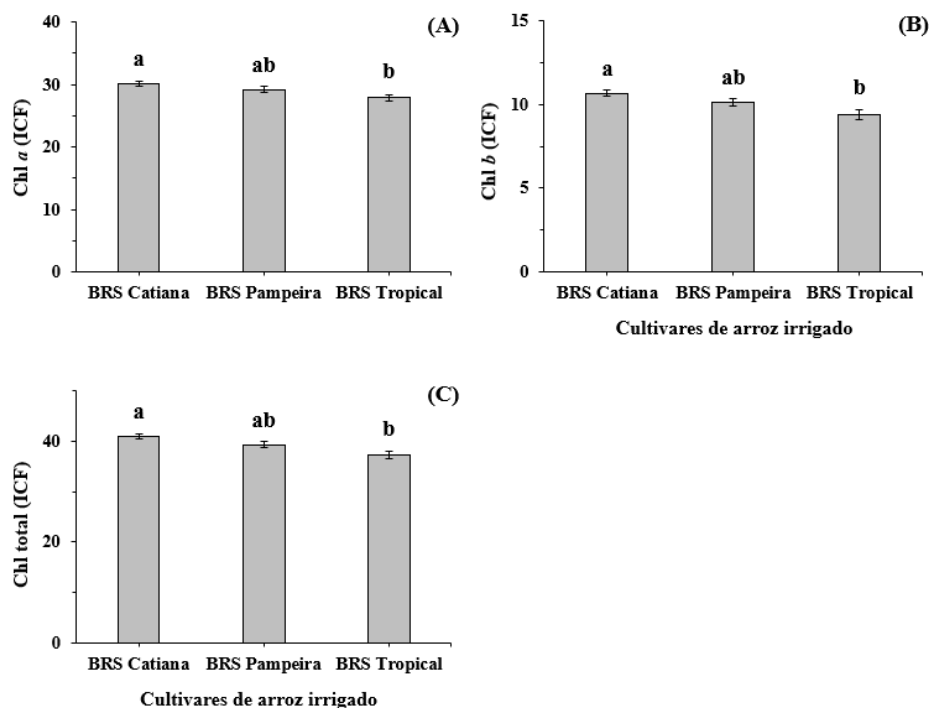 (A)
40
30
20
10
0
Chl a (ICF)
a
ab
b
BRS Catiana BRS Pampeira BRS Tropical
(B)
15
10
5
0
Chl b (ICF)
a
ab
b
BRS Catiana BRS Pampeira BRS Tropical
Cultivares de arroz irrigado
(C)
40
20
0
Chl total (ICF)
a
ab
b
BRS Catiana BRS Pampeira BRS Tropical
Cultivares de arroz irrigado